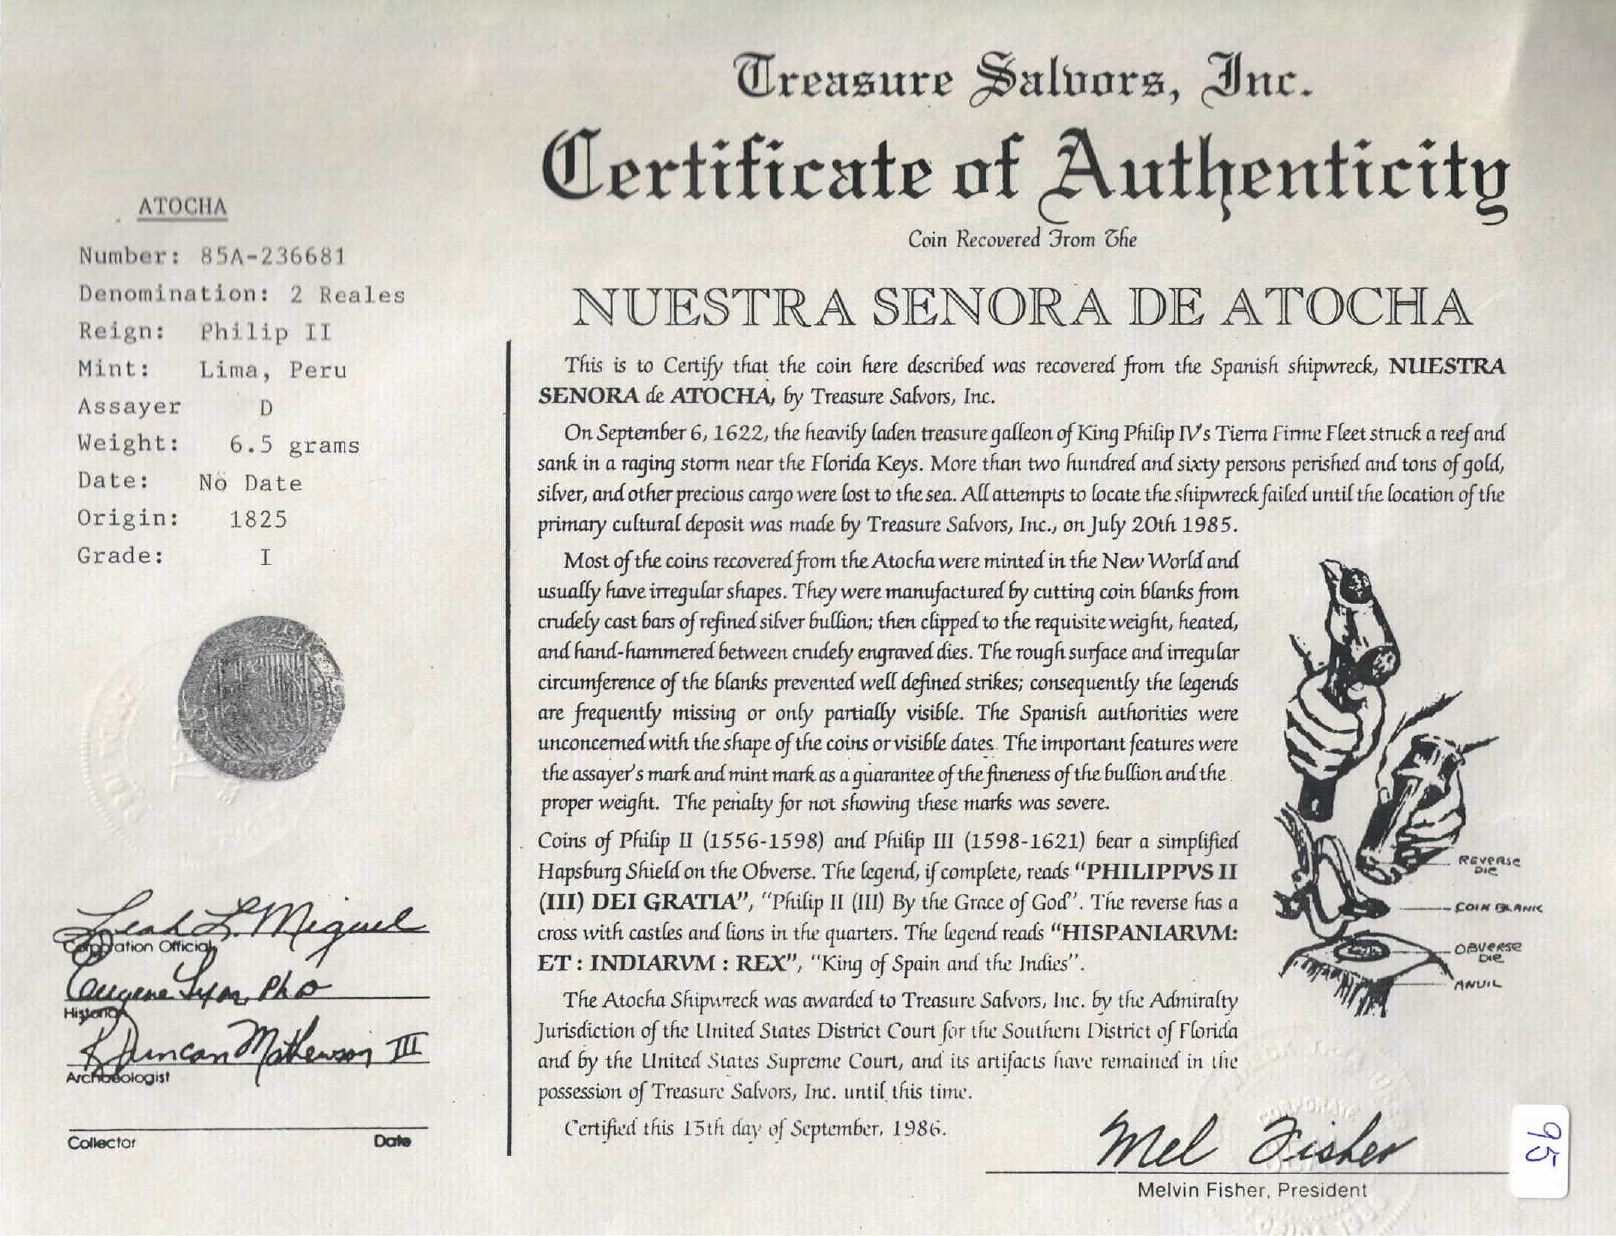 Treasure Salvors, Inc.
Certificate of Authenticity
Coin Recovered From The
NUESTRA SENORA DE ATOCHA
ATOCHA
Number: 85A-236681
Denomination: 2 Reales
Reign: Philip II
Mint: Lima, Peru
Assayer D
Weight: 6.5 grams
Date: No Date
Origin: 1825
Grade: I
This is to Certify that the coin here described was recovered from the Spanish shipwreck, NUESTRA
SENORA de ATOCHA, by Treasure Salvors, Inc.
On September 6, 1622, the heavily laden treasure galleon of King Philip IV's Tierra Firme Fleet struck a reef and
sank in a raging storm near the Florida Keys. More than two hundred and sixty persons perished and tons of gold,
silver, and other precious cargo were lost to the sea. All attempts to locate the shipwreck failed until the location of the
primary cultural deposit was made by Treasure Salvors, Inc., on July 20th 1985.
Most of the coins recovered from the Atocha were minted in the New World and
usually have irregular shapes. They were manufactured by cutting coin blanks from
crudely cast bars of refined silver bullion; then clipped to the requisite weight, heated,
and hand-hammered between crudely engraved dies. The rough surface and irregular
circumference of the blanks prevented well defined strikes; consequently the legends
are frequently missing or only partially visible. The Spanish authorities were
unconcerned with the shape of the coins or visible dates. The important features were
the assayer's mark and mint mark as a guarantee of the fineness of the bullion and the
proper weight. The penalty for not showing these marks was severe.
Coins of Philip II (1556-1598) and Philip III (1598-1621) bear a simplified
Hapsburg Shield on the Obverse. The legend, if complete, reads "PHILIPPVS II
(III) DEI GRATIA", "Philip II (III) By the Grace of God". The reverse has a
cross with castles and lions in the quarters. The legend reads "HISPANIARVM:
ET : INDIARVM : REX", "King of Spain and the Indies".
The Atocha Shipwreck was awarded to Treasure Salvors, Inc. by the Admiralty
Jurisdiction of the United States District Court for the Southern District of Florida
and by the United States Supreme Court, and its artifacts have remained in the
possession of Treasure Salvors, Inc. until this time.
Certified this 15th day of September, 1986.
REVERSE
DIE
COIN BLANK
OBVERSE
DIE
ANVIL
Leah L. Miguel
Corporation Official
Eugene Lyon, PhD
Historian
R Duncan Mathewson III
Archaeologist
Collector Date
Mel Fisher
Melvin Fisher, President
CORPORATE
95